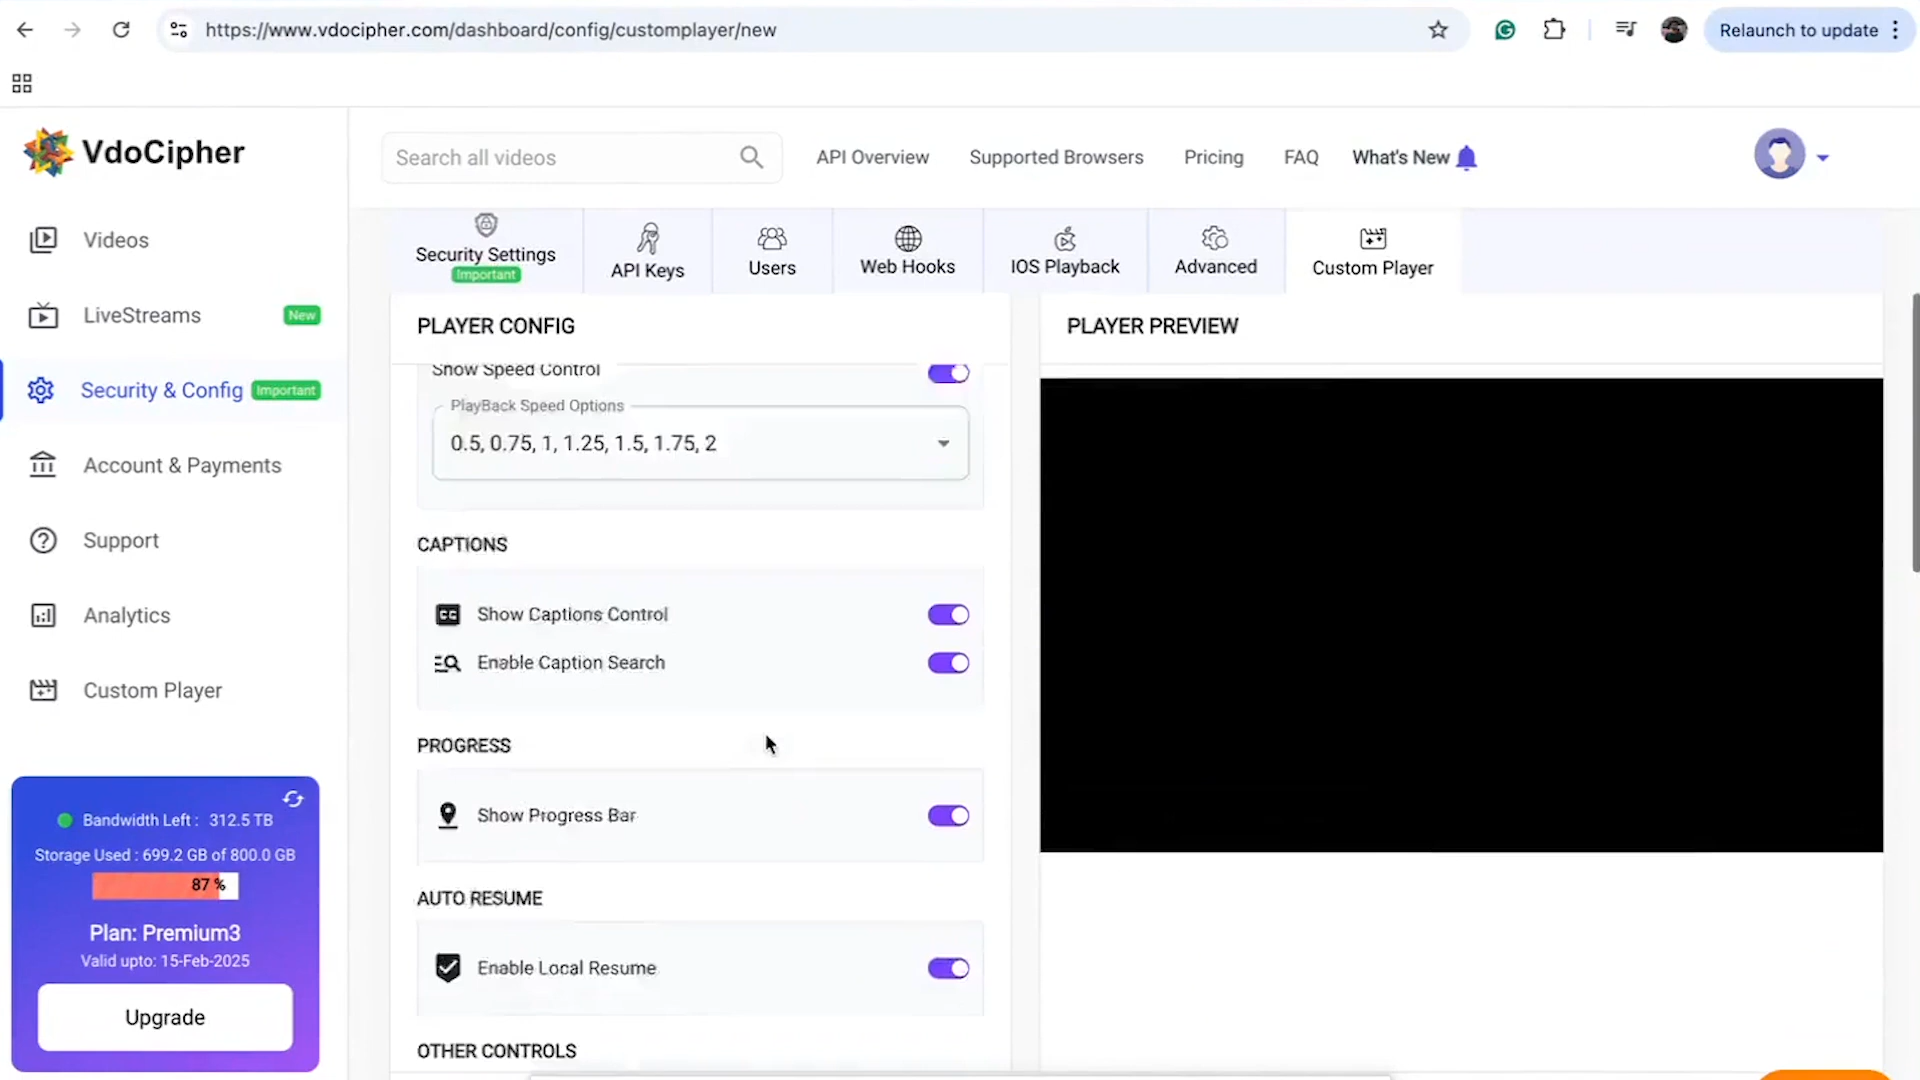 https://www.vdocipher.com/dashboard/config/customplayer/new
Relaunch to update
VdoCipher
Search all videos
API Overview
Supported Browsers
Pricing
FAQ
What's New
Videos
LiveStreams
New
Security & Config
Important
Account & Payments
Support
Analytics
Custom Player
Bandwidth Left : 312.5 TB
Storage Used : 699.2 GB of 800.0 GB
87 %
Plan: Premium3
Valid upto: 15-Feb-2025
Upgrade
Security Settings
Important
API Keys
Users
Web Hooks
IOS Playback
Advanced
Custom Player
PLAYER CONFIG
Show Speed Control
PlayBack Speed Options
0.5, 0.75, 1, 1.25, 1.5, 1.75, 2
CAPTIONS
CC
Show Captions Control
Enable Caption Search
PROGRESS
Show Progress Bar
AUTO RESUME
Enable Local Resume
OTHER CONTROLS
PLAYER PREVIEW